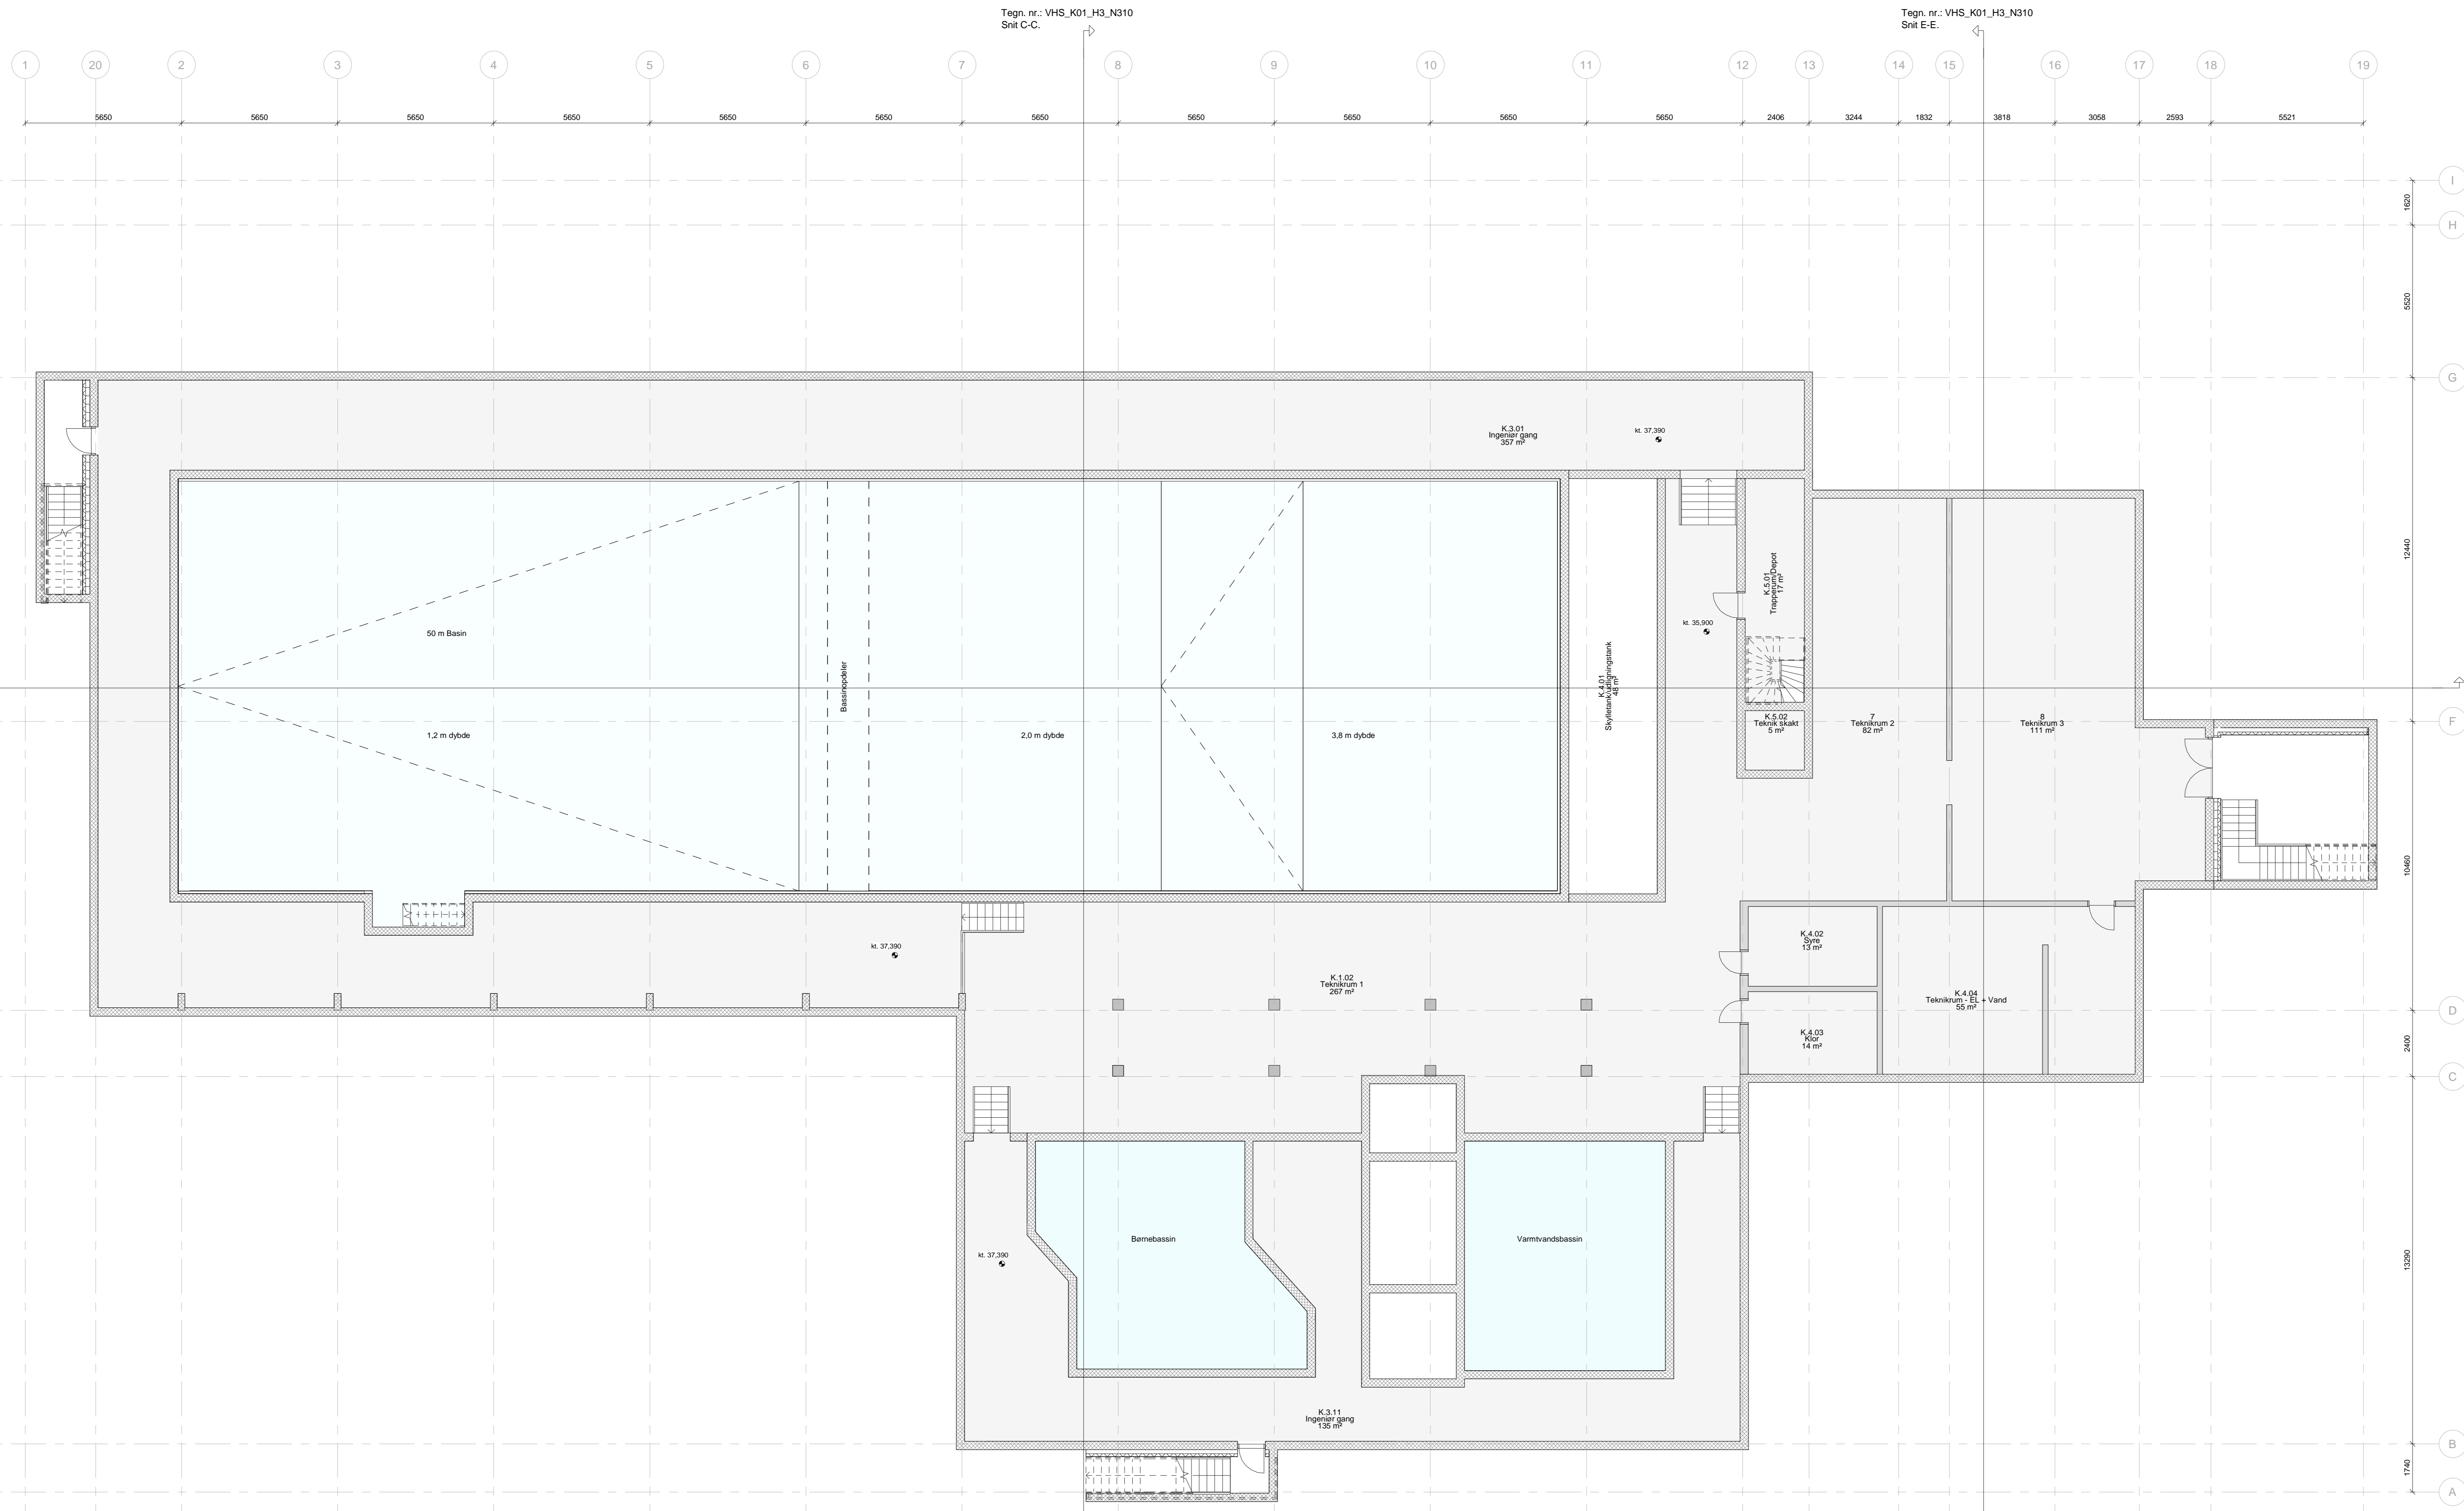 Tegn. nr.: VHS_K01_H3_N310
Snit C-C.
Tegn. nr.: VHS_K01_H3_N310
Snit E-E.
1
20
2
3
4
5
6
7
8
9
10
11
12
13
14
15
16
17
18
19
5650
5650
5650
5650
5650
5650
5650
5650
5650
5650
5650
2406
3244
1832
3818
3058
2593
5521
I
1620
H
5520
G
12440
F
10460
D
2400
C
13290
B
1740
A
K.3.01
Ingeniør gang
357 m²
kt. 37,390
50 m Basin
1,2 m dybde
Bassinopdeler
2,0 m dybde
3,8 m dybde
K.4.01
Skylletank/udligningstank
48 m²
kt. 35,900
K.5.01
Trapperum/Depot
17 m²
K.5.02
Teknik skakt
5 m²
7
Teknikrum 2
82 m²
8
Teknikrum 3
111 m²
kt. 37,390
K.1.02
Teknikrum 1
267 m²
K.4.02
Syre
13 m²
K.4.03
Klor
14 m²
K.4.04
Teknikrum - EL + Vand
55 m²
kt. 37,390
Børnebassin
Varmtvandsbassin
K.3.11
Ingeniør gang
135 m²